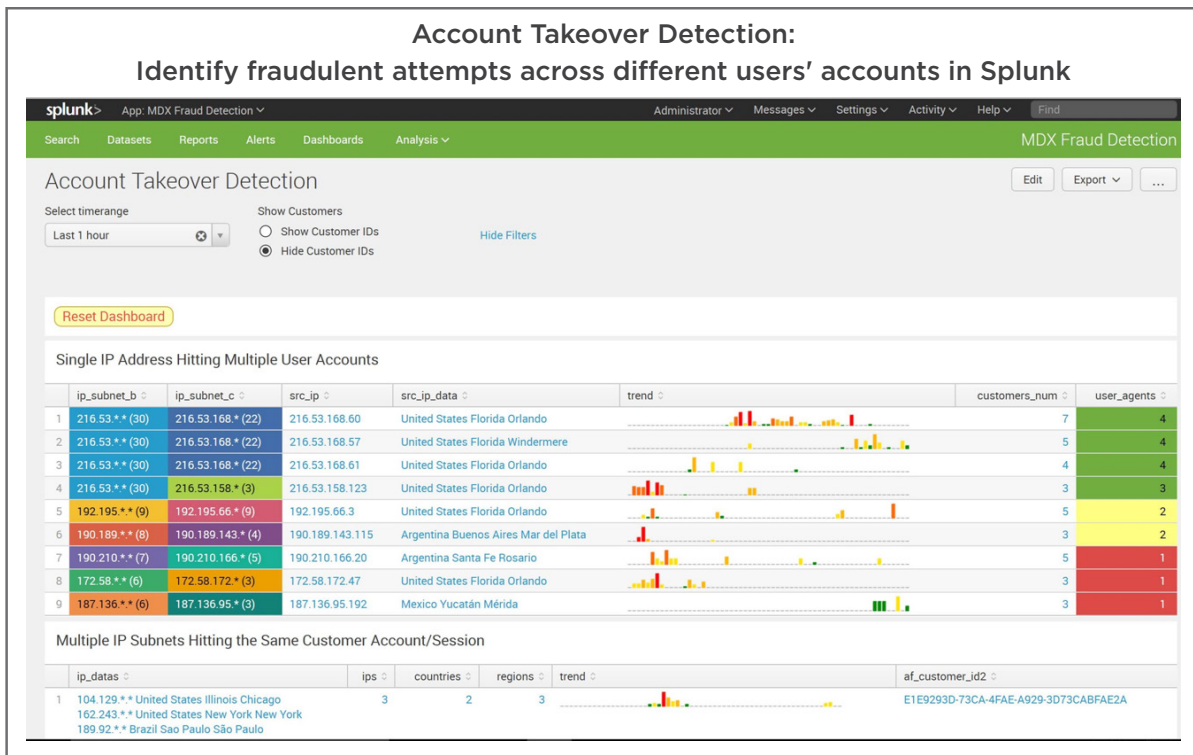 Account Takeover Detection:
Identify fraudulent attempts across different users' accounts in Splunk
splunk> App: MDX Fraud Detection Administrator Messages Settings Activity Help Find
Search Datasets Reports Alerts Dashboards Analysis MDX Fraud Detection
Account Takeover Detection Edit Export ...
Select timerange Show Customers
Last 1 hour Show Customer IDs Hide Filters
Hide Customer IDs
Reset Dashboard
Single IP Address Hitting Multiple User Accounts
ip_subnet_b ip_subnet_c src_ip src_ip_data trend customers_num user_agents
1 216.53.*.* (30) 216.53.168.* (22) 216.53.168.60 United States Florida Orlando 7 4
2 216.53.*.* (30) 216.53.168.* (22) 216.53.168.57 United States Florida Windermere 5 4
3 216.53.*.* (30) 216.53.168.* (22) 216.53.168.61 United States Florida Orlando 4 4
4 216.53.*.* (30) 216.53.158.* (3) 216.53.158.123 United States Florida Orlando 3 3
5 192.195.*.* (9) 192.195.66.* (9) 192.195.66.3 United States Florida Orlando 5 2
6 190.189.*.* (8) 190.189.143.* (4) 190.189.143.115 Argentina Buenos Aires Mar del Plata 3 2
7 190.210.*.* (7) 190.210.166.* (5) 190.210.166.20 Argentina Santa Fe Rosario 5 1
8 172.58.*.* (6) 172.58.172.* (3) 172.58.172.47 United States Florida Orlando 3 1
9 187.136.*.* (6) 187.136.95.* (3) 187.136.95.192 Mexico Yucatán Mérida 3 1
Multiple IP Subnets Hitting the Same Customer Account/Session
ip_datas ips countries regions trend af_customer_id2
1 104.129.*.* United States Illinois Chicago 3 2 3 E1E9293D-73CA-4FAE-A929-3D73CABFAE2A
162.243.*.* United States New York New York
189.92.*.* Brazil Sao Paulo São Paulo